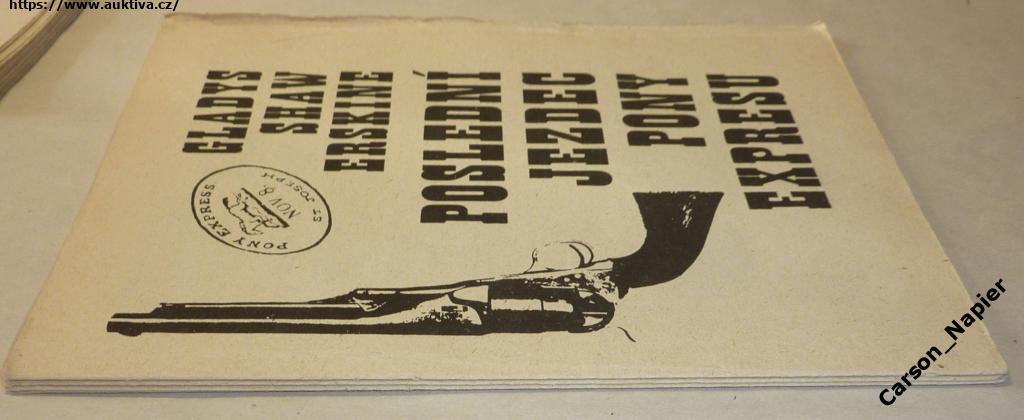 https://www.auktiva.cz/
GLADYS
SHAW
ERSKINE
POSLEDNÍ
JEZDEC
PONY
EXPRESU
PONY EXPRESS
NOV 8.
ST JOSEPH
Carson_Napier